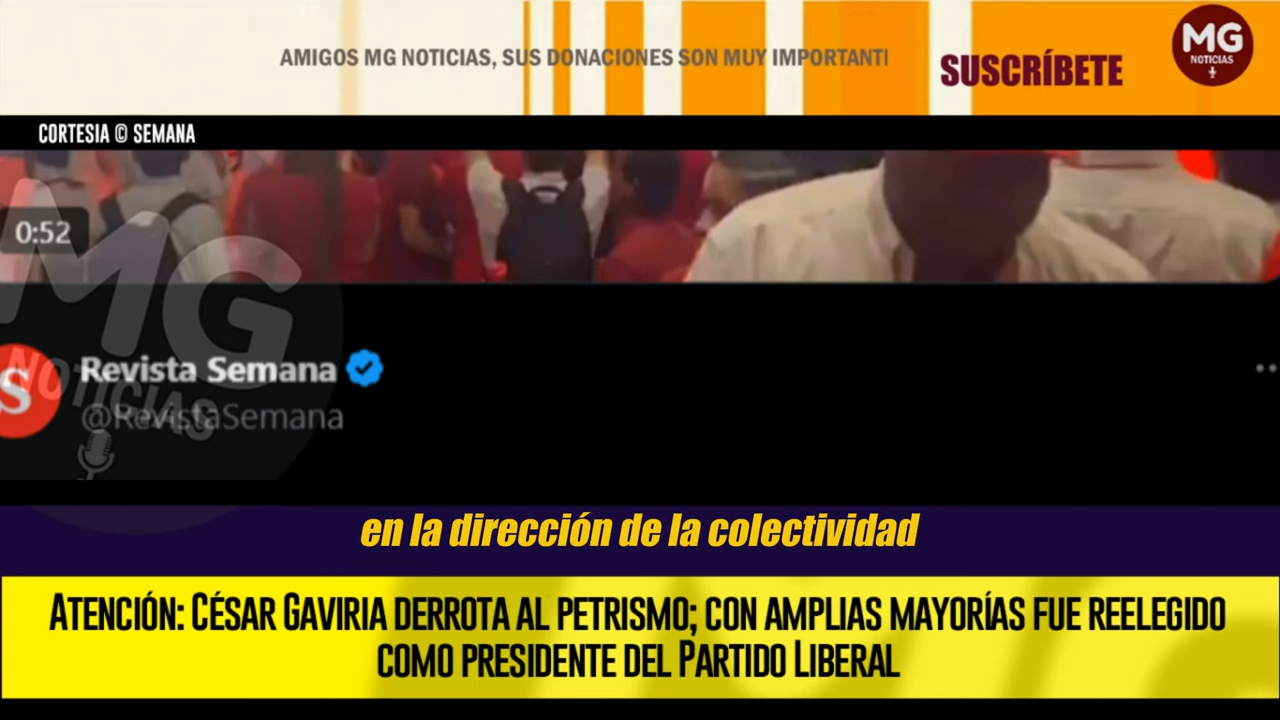 AMIGOS MG NOTICIAS, SUS DONACIONES SON MUY IMPORTANT
SUSCRÍBETE
MG
NOTICIAS
CORTESIA © SEMANA
0:52
MG
NOTICIAS
Revista Semana
S
@RevistaSemana
en la dirección de la colectividad
ATENCIÓN: CÉSAR GAVIRIA DERROTA AL PETRISMO; CON AMPLIAS MAYORÍAS FUE REELEGIDO
COMO PRESIDENTE DEL PARTIDO LIBERAL